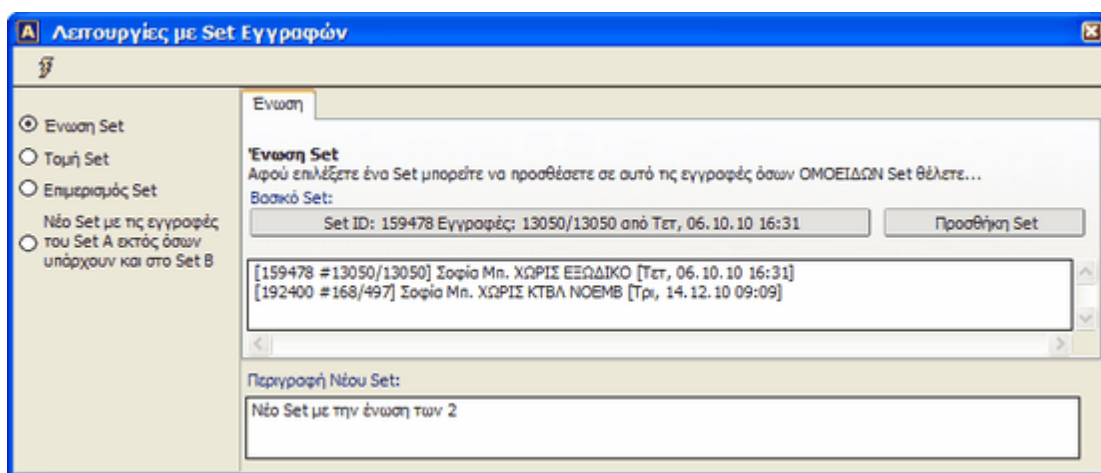 Λειτουργίες με Set Εγγραφών
Ένωση Set
Τομή Set
Επιμερισμός Set
Νέο Set με τις εγγραφές
του Set A εκτός όσων
υπάρχουν και στο Set B
Ένωση
Ένωση Set
Αφού επιλέξετε ένα Set μπορείτε να προσθέσετε σε αυτό τις εγγραφές όσων ΟΜΟΕΙΔΩΝ Set θέλετε...
Βασικό Set:
Set ID: 159478 Εγγραφές: 13050/13050 από Τετ, 06.10.10 16:31
Προσθήκη Set
[159478 #13050/13050] Σοφία Μπ. ΧΩΡΙΣ ΕΞΩΔΙΚΟ [Τετ, 06.10.10 16:31]
[192400 #168/497] Σοφία Μπ. ΧΩΡΙΣ ΚΤΒΛ ΝΟΕΜΒ [Τρι, 14.12.10 09:09]
Περιγραφή Νέου Set:
Νέο Set με την ένωση των 2